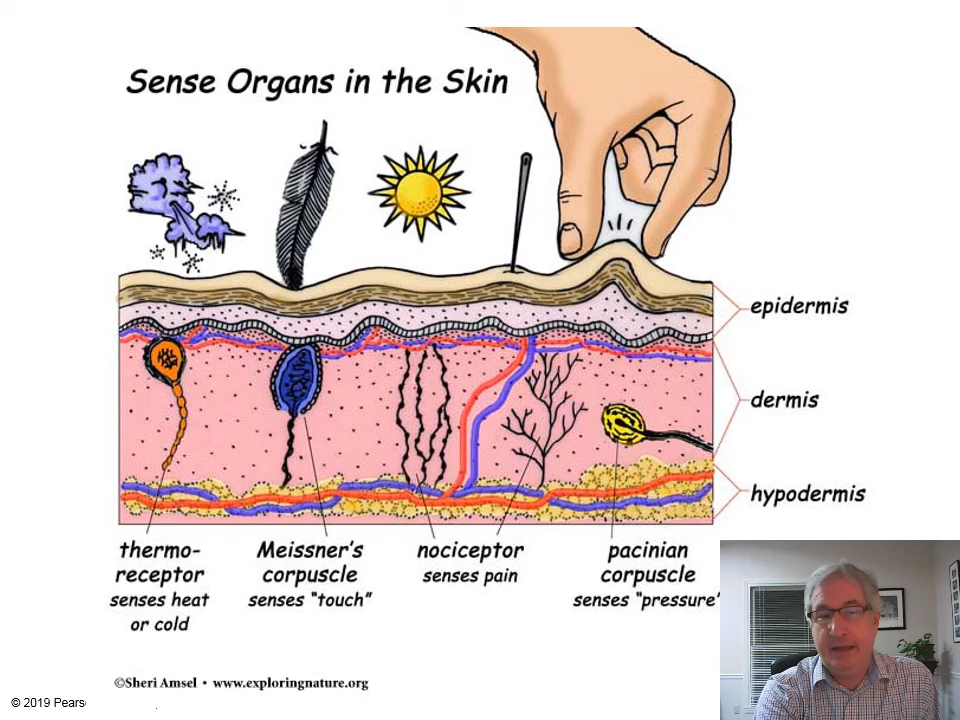 Sense Organs in the Skin
epidermis
dermis
hypodermis
thermo-
receptor
senses heat
or cold
Meissner's
corpuscle
senses "touch"
nociceptor
senses pain
pacinian
corpuscle
senses "pressure"
©Sheri Amsel • www.exploringnature.org
© 2019